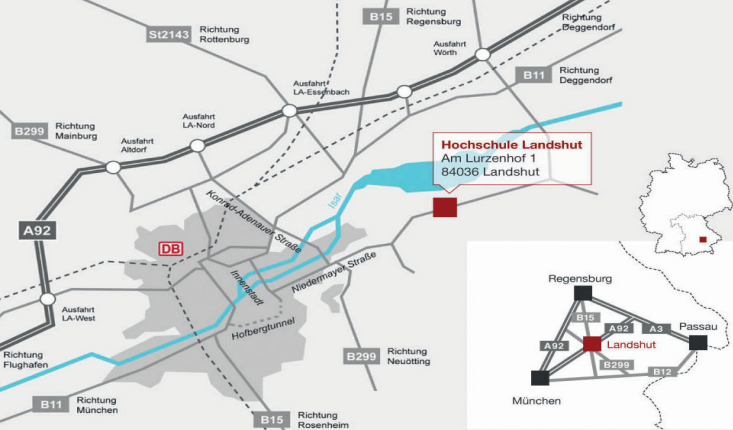 St2143
Richtung
Rottenburg
B15
Richtung
Regensburg
Richtung
Deggendorf
Ausfahrt
Wörth
B11
Richtung
Deggendorf
Ausfahrt
LA-Essenbach
Ausfahrt
LA-Nord
B299
Richtung
Mainburg
Ausfahrt
Altdorf
Hochschule Landshut
Am Lurzenhof 1
84036 Landshut
Isar
Konrad-Adenauer Straße
A92
DB
Innenstadt
Niedermayer Straße
Hofbergtunnel
Ausfahrt
LA-West
Richtung
Flughafen
B299
Richtung
Neuötting
B11
Richtung
München
B15
Richtung
Rosenheim
Regensburg
B15
A92
A3
Passau
A92
Landshut
B299
B12
München